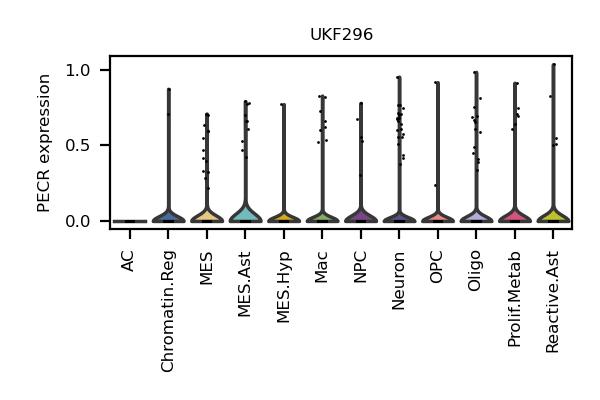 UKF296
PECR expression
1.0
0.5
0.0
AC
Chromatin.Reg
MES
MES.Ast
MES.Hyp
Mac
NPC
Neuron
OPC
Oligo
Prolif.Metab
Reactive.Ast